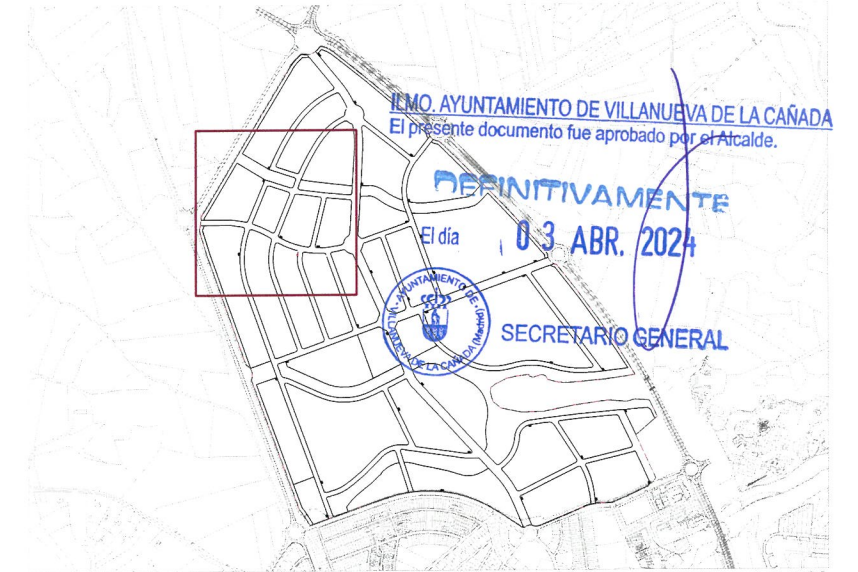 ILMO. AYUNTAMIENTO DE VILLANUEVA DE LA CAÑADA
El presente documento fue aprobado por el Alcalde.
DEFINITIVAMENTE
El día 03 ABR. 2024
AYUNTAMIENTO DE VILLANUEVA DE LA CAÑADA (Madrid)
SECRETARIO GENERAL